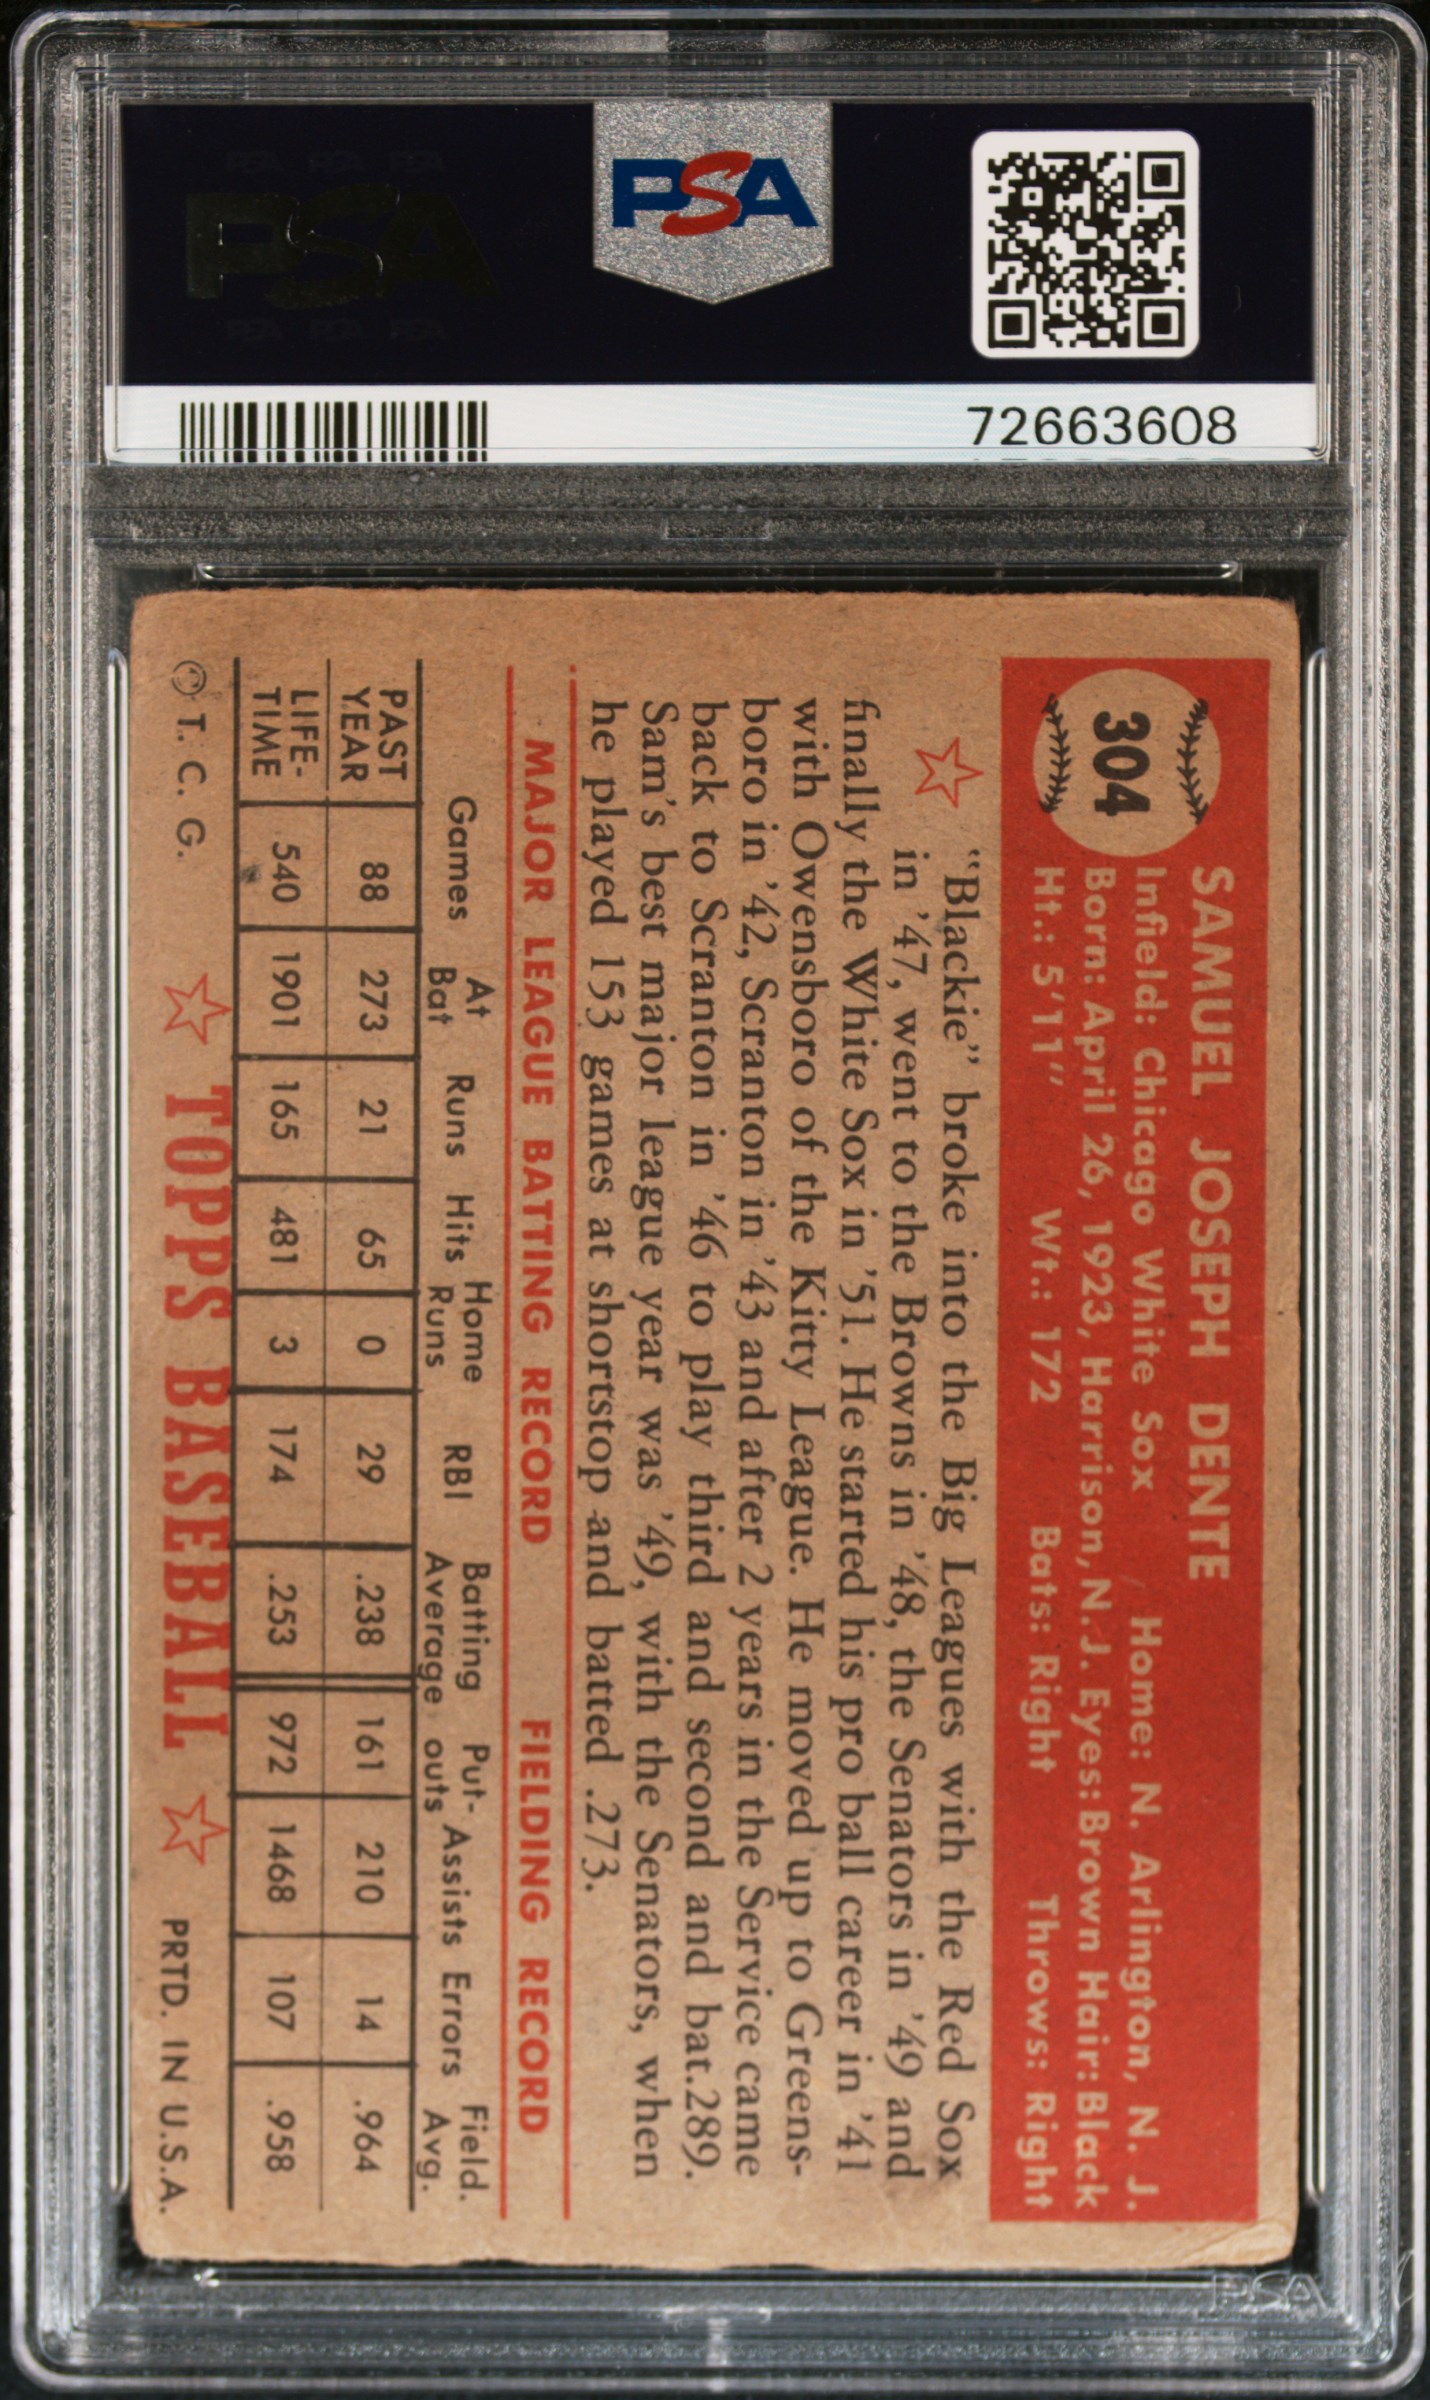 PSA
PSA
72663608
304
SAMUEL JOSEPH DENTE
Infield: Chicago White Sox Home: N. Arlington, N. J.
Born: April 26, 1923, Harrison, N.J. Eyes: Brown Hair: Black
Ht.: 5'11" Wt.: 172 Bats: Right Throws: Right
"Blackie" broke into the Big Leagues with the Red Sox
in '47, went to the Browns in '48, the Senators in '49 and
finally the White Sox in '51. He started his pro ball career in '41
with Owensboro of the Kitty League. He moved up to Greens-
boro in '42, Scranton in '43 and after 2 years in the Service came
back to Scranton in '46 to play third and second and bat .289.
Sam's best major league year was '49, with the Senators, when
he played 153 games at shortstop and batted .273.
MAJOR LEAGUE BATTING RECORD FIELDING RECORD
Games At Bat Runs Hits Home Runs RBI Batting Average Put-outs Assists Errors Field. Avg.
PAST YEAR 88 273 21 65 0 29 .238 161 210 14 .964
LIFE-TIME 540 1901 165 481 3 174 .253 972 1468 107 .958
© T. C. G. TOPPS BASEBALL PRTD. IN U.S.A.
PSA